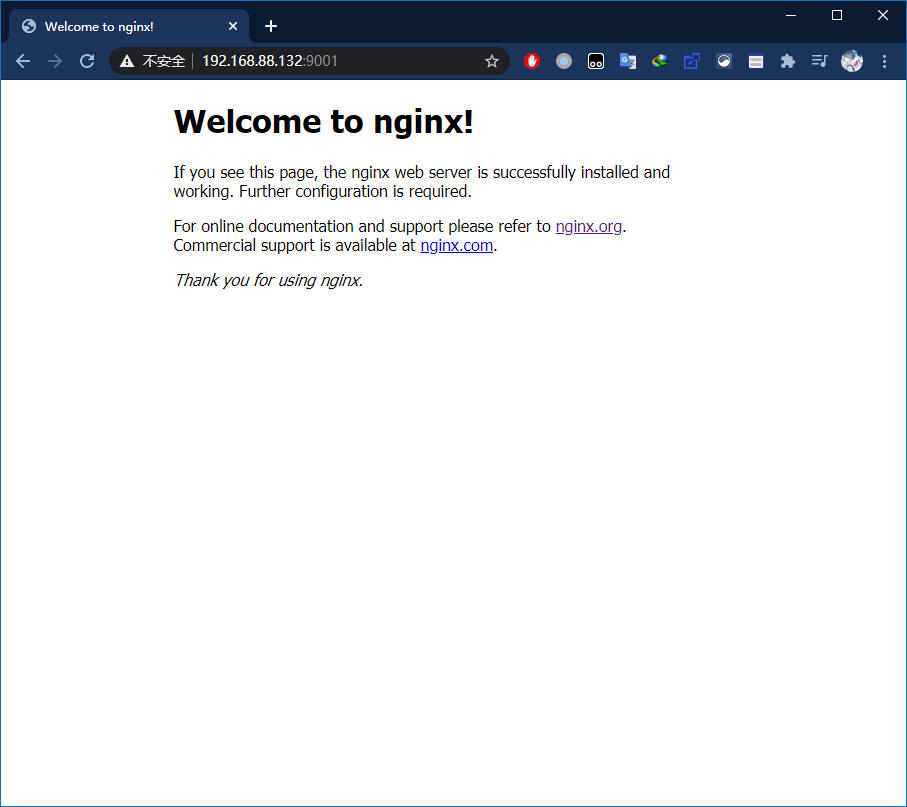 Welcome to nginx!
不安全 192.168.88.132:9001
Welcome to nginx!
If you see this page, the nginx web server is successfully installed and
working. Further configuration is required.
For online documentation and support please refer to nginx.org.
Commercial support is available at nginx.com.
Thank you for using nginx.